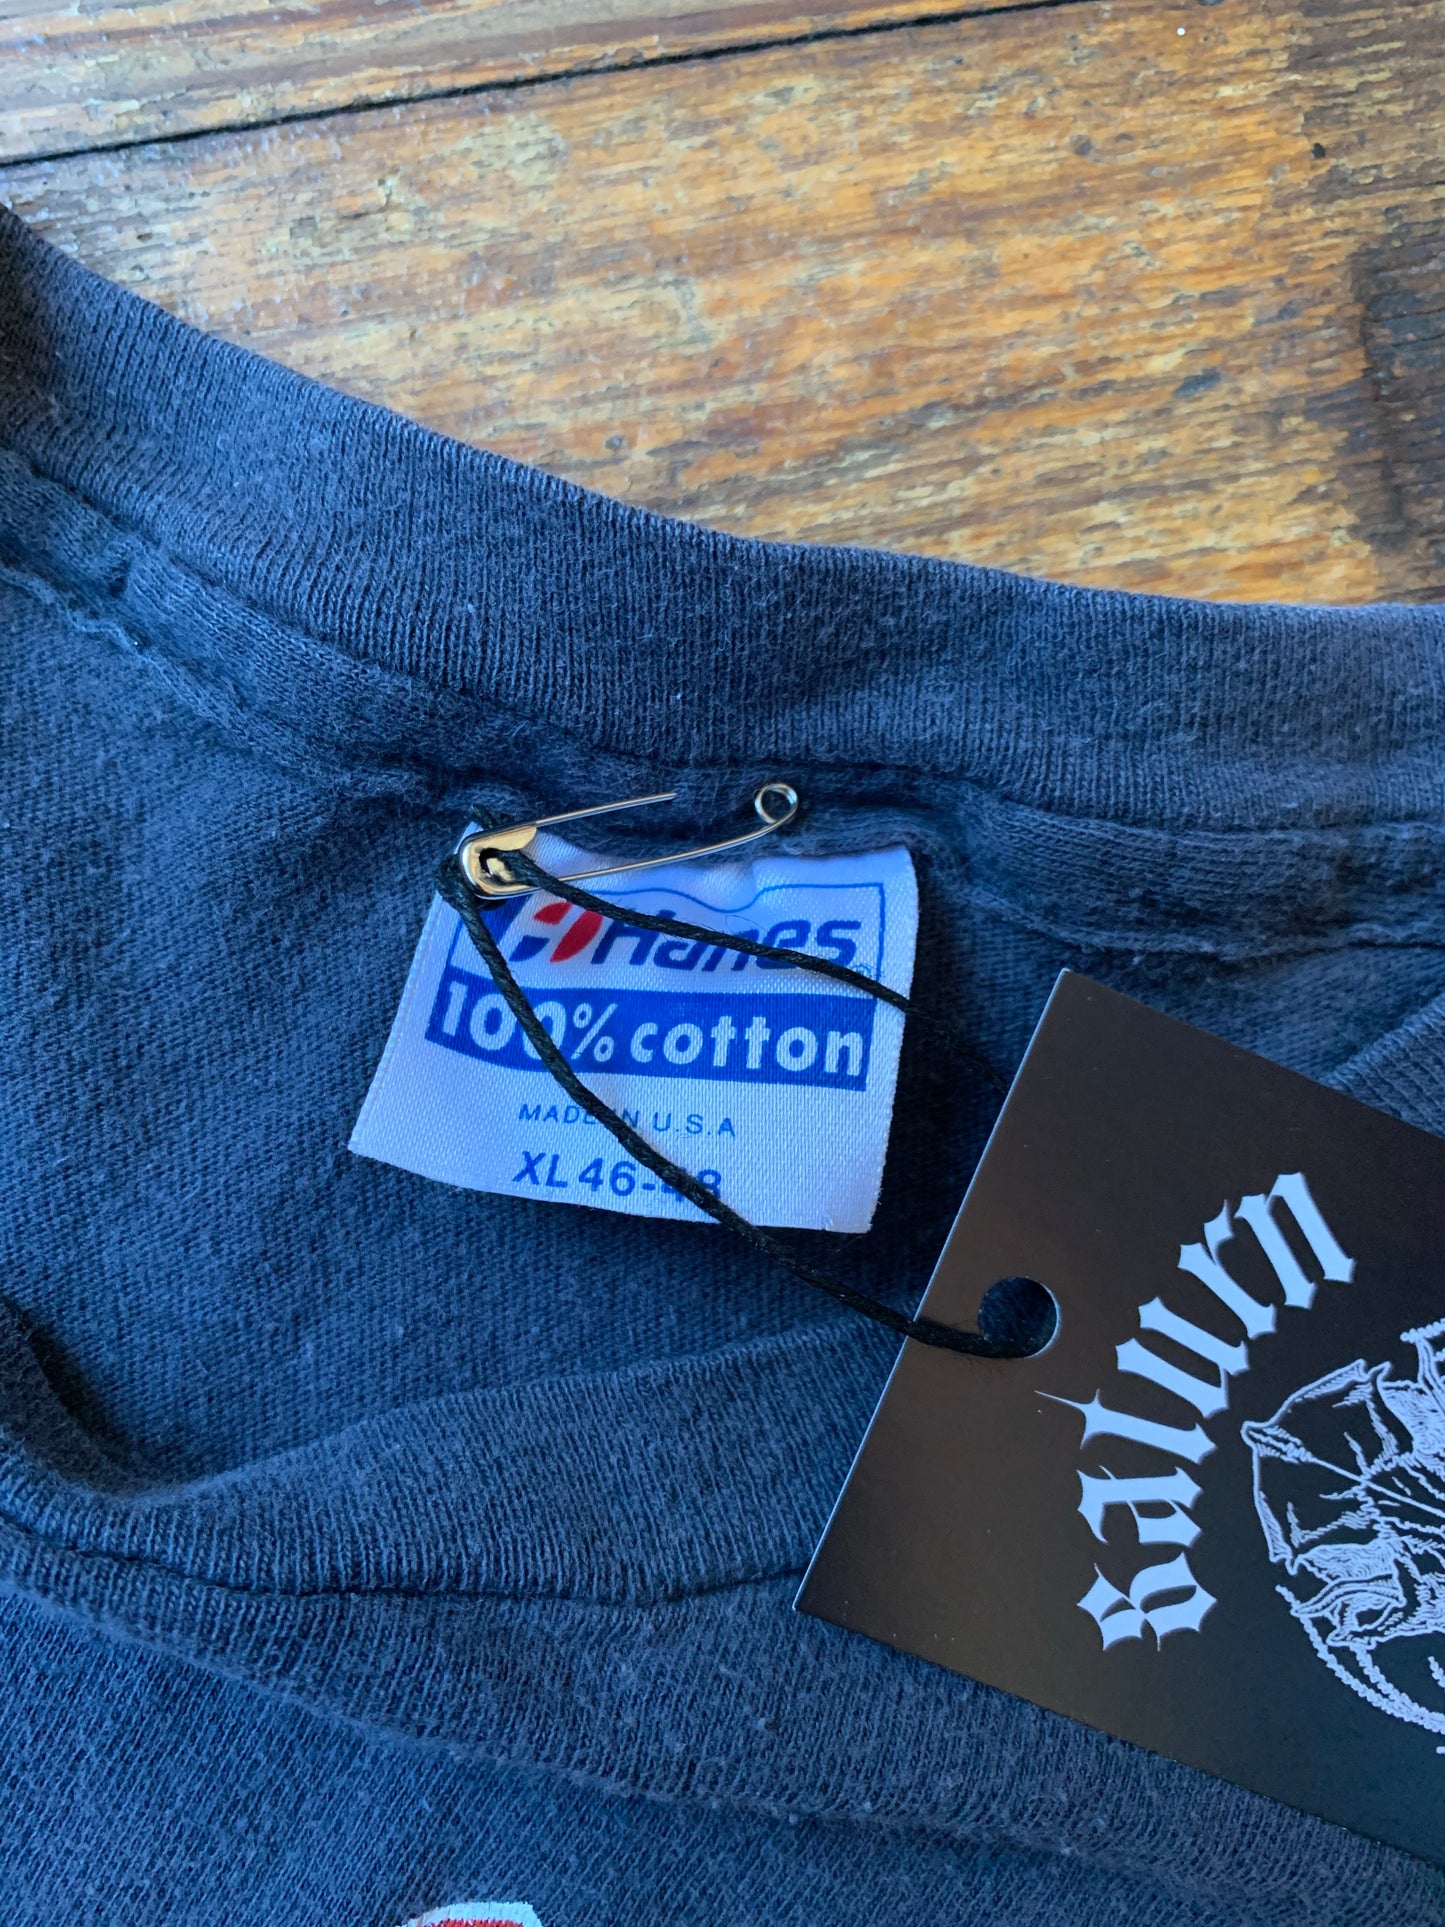 Hanes®
100% cotton
MADE IN U.S.A
XL 46-48
Saturn